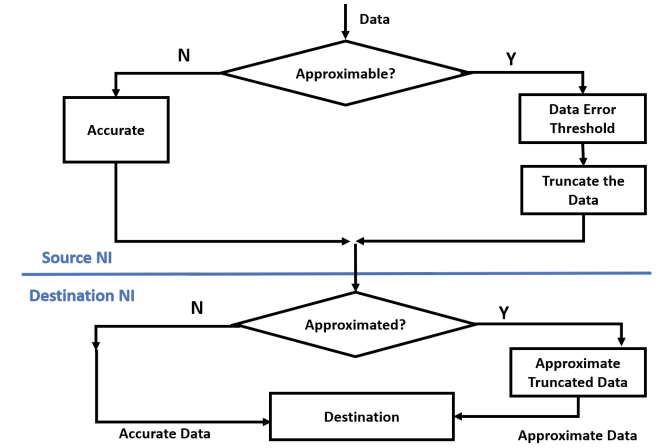 Data
N
Y
Approximable?
Accurate
Data Error
Threshold
Truncate the
Data
Source NI
Destination NI
N
Y
Approximated?
Approximate
Truncated Data
Destination
Accurate Data
Approximate Data